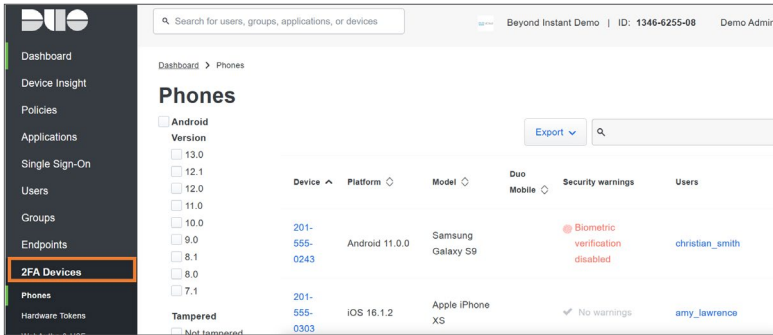 DUO
Search for users, groups, applications, or devices
Beyond Instant Demo | ID: 1346-6255-08 Demo Admin
Dashboard
Device Insight
Policies
Applications
Single Sign-On
Users
Groups
Endpoints
2FA Devices
Phones
Hardware Tokens
Dashboard > Phones
Phones
Android
Version
13.0
12.1
12.0
11.0
10.0
9.0
8.1
8.0
7.1
Tampered
Not tampered
Export
Device Platform Model Duo Mobile Security warnings Users
201-
555-
0243
Android 11.0.0
Samsung
Galaxy S9
Biometric
verification
disabled
christian_smith
201-
555-
0303
iOS 16.1.2
Apple iPhone
XS
No warnings
amy_lawrence